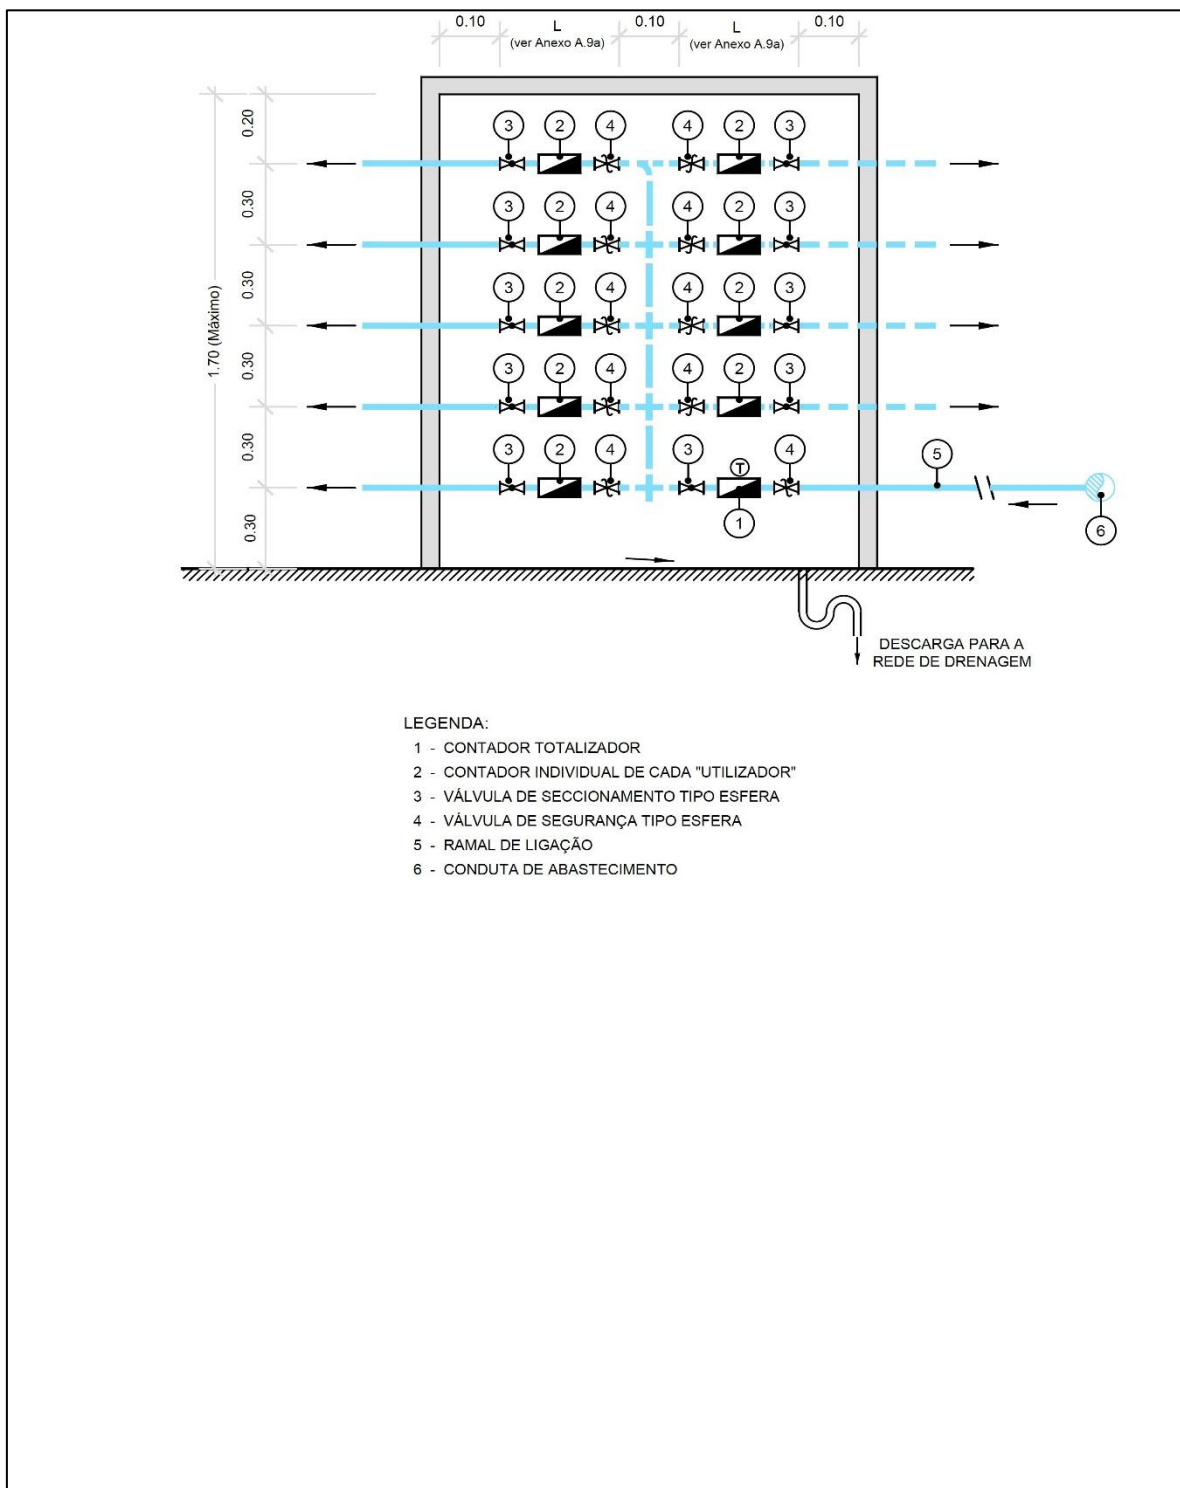 0.10 L 0.10 L 0.10
(ver Anexo A.9a) (ver Anexo A.9a)
0.20
3 2 4 4 2 3
0.30
3 2 4 4 2 3
0.30
3 2 4 4 2 3
1.70 (Máximo)
0.30
3 2 4 4 2 3
0.30
3 2 4 3 T 4 5
0.30
1 6
DESCARGA PARA A
REDE DE DRENAGEM
LEGENDA:
1 - CONTADOR TOTALIZADOR
2 - CONTADOR INDIVIDUAL DE CADA "UTILIZADOR"
3 - VÁLVULA DE SECCIONAMENTO TIPO ESFERA
4 - VÁLVULA DE SEGURANÇA TIPO ESFERA
5 - RAMAL DE LIGAÇÃO
6 - CONDUTA DE ABASTECIMENTO